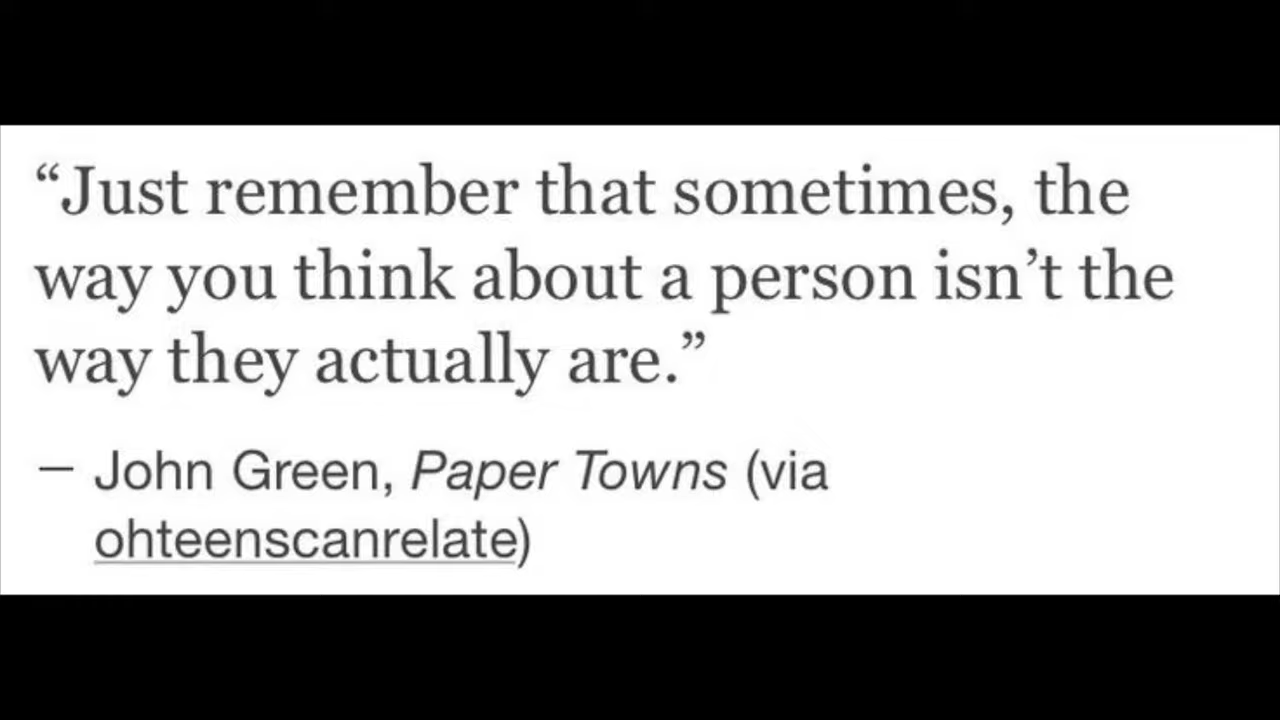 “Just remember that sometimes, the
way you think about a person isn’t the
way they actually are.”
— John Green, Paper Towns (via
ohteenscanrelate)